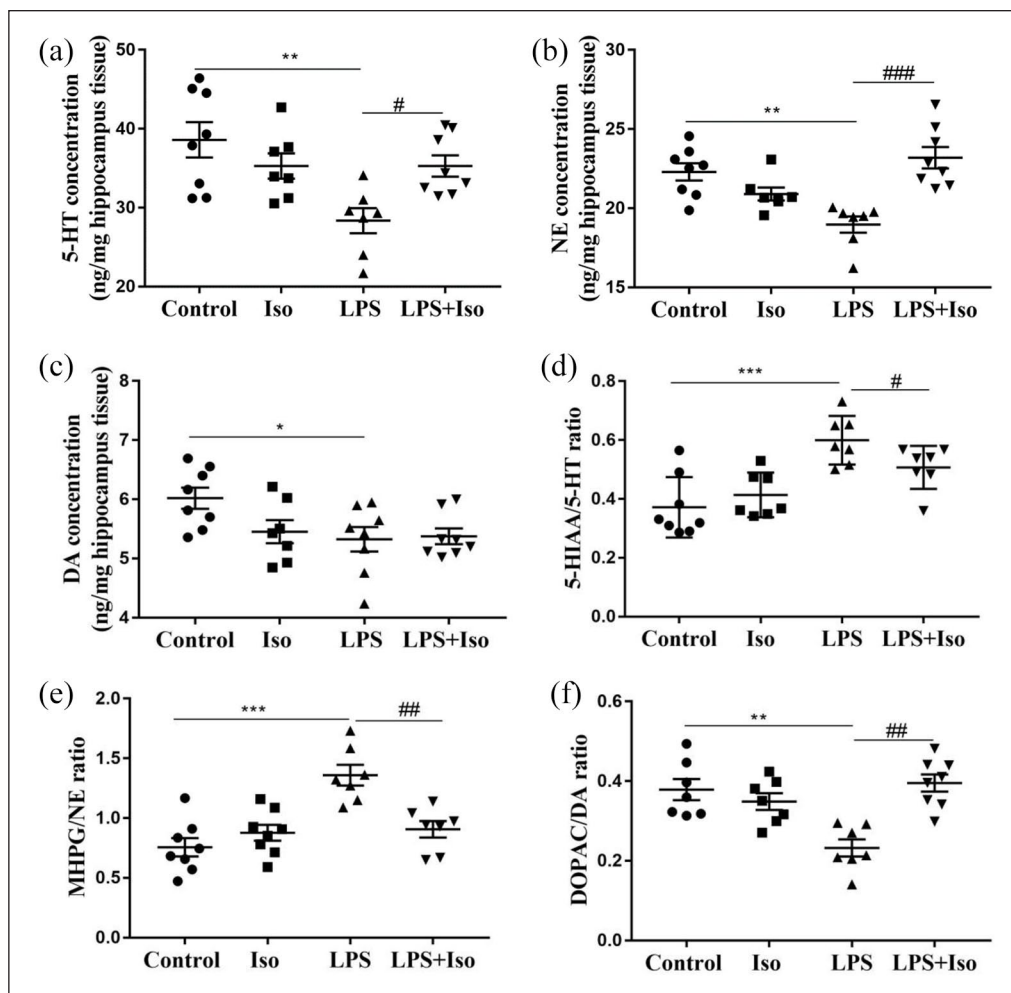 (a)
5-HT concentration
(ng/mg hippocampus tissue)
50
40
30
20
**
#
Control Iso LPS LPS+Iso
(b)
NE concentration
(ng/mg hippocampus tissue)
30
25
20
15
**
###
Control Iso LPS LPS+Iso
(c)
DA concentration
(ng/mg hippocampus tissue)
8
7
6
5
4
*
Control Iso LPS LPS+Iso
(d)
5-HIAA/5-HT ratio
0.8
0.6
0.4
0.2
0.0
***
#
Control Iso LPS LPS+Iso
(e)
MHPG/NE ratio
2.0
1.5
1.0
0.5
0.0
***
##
Control Iso LPS LPS+Iso
(f)
DOPAC/DA ratio
0.6
0.4
0.2
0.0
**
##
Control Iso LPS LPS+Iso